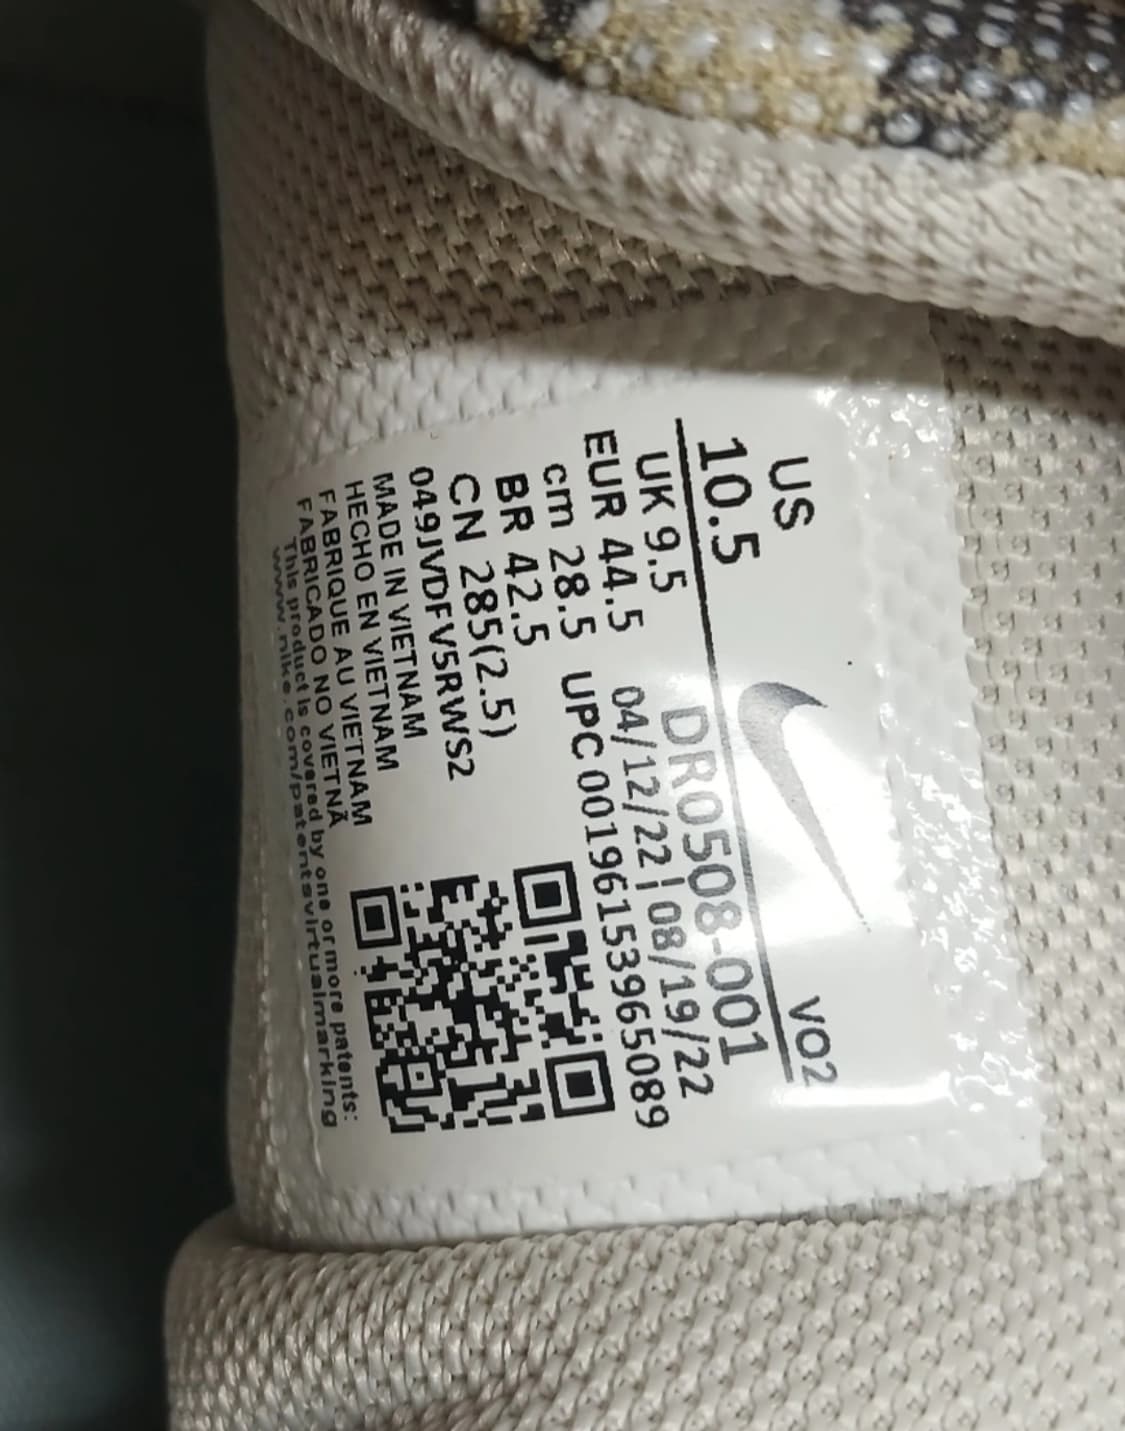 US VO2
10.5 DR0508-001
UK 9.5 04/12/22¦08/19/22
EUR 44.5 UPC 00196153965089
cm 28.5
BR 42.5
CN 285(2.5)
049JVDFV5RWS2
MADE IN VIETNAM
HECHO EN VIETNAM
FABRIQUE AU VIETNAM
FABRICADO NO VIETNÃ
This product is covered by one or more patents:
www.nike.com/patentsvirtualmarking